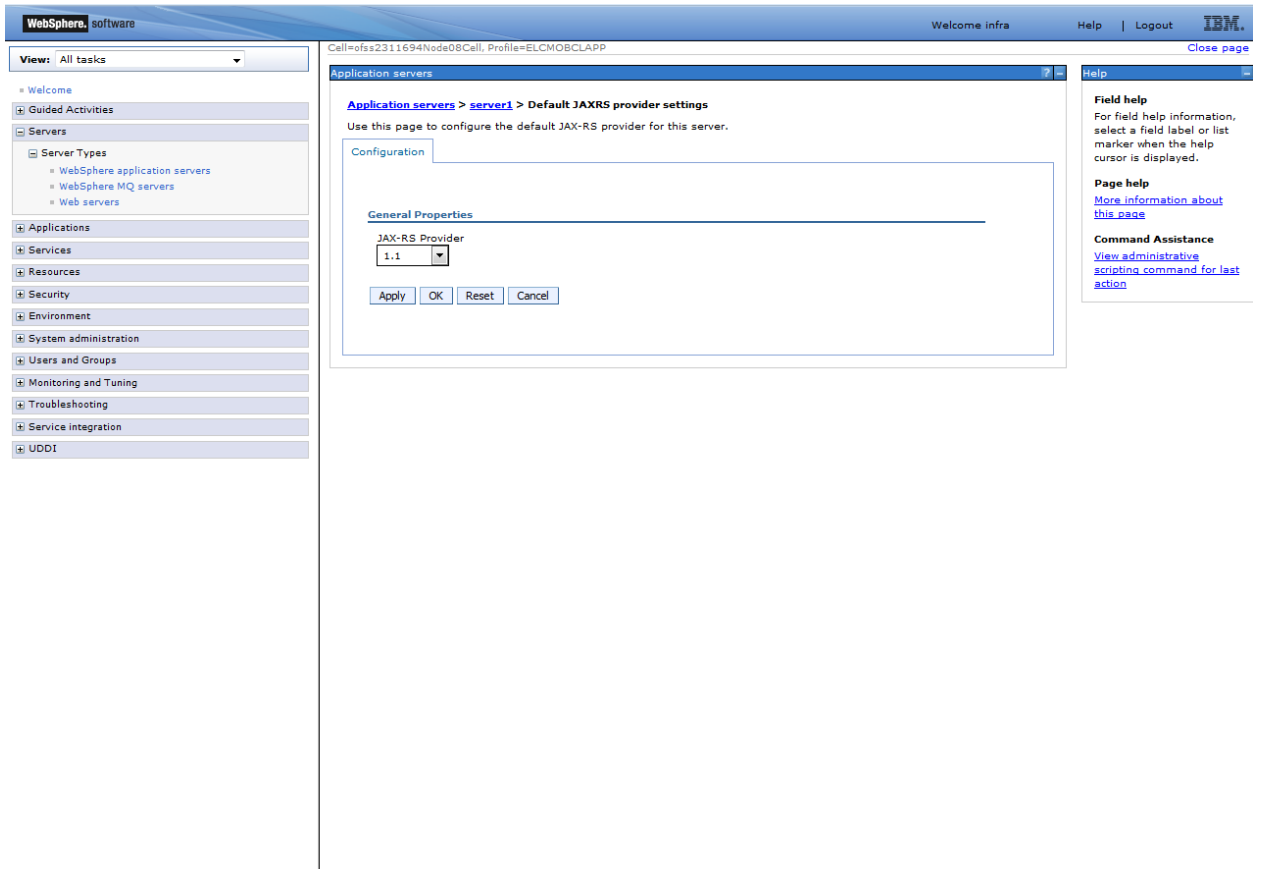 WebSphere. software
Welcome infra Help | Logout IBM.
View: All tasks
Cell=ofss2311694Node08Cell, Profile=ELCMOBCLAPP
Close page
Welcome
Guided Activities
Servers
Server Types
WebSphere application servers
WebSphere MQ servers
Web servers
Applications
Services
Resources
Security
Environment
System administration
Users and Groups
Monitoring and Tuning
Troubleshooting
Service integration
UDDI
Application servers ?
Application servers > server1 > Default JAXRS provider settings
Use this page to configure the default JAX-RS provider for this server.
Configuration
General Properties
JAX-RS Provider
1.1
Apply OK Reset Cancel
Help
Field help
For field help information,
select a field label or list
marker when the help
cursor is displayed.
Page help
More information about
this page
Command Assistance
View administrative
scripting command for last
action